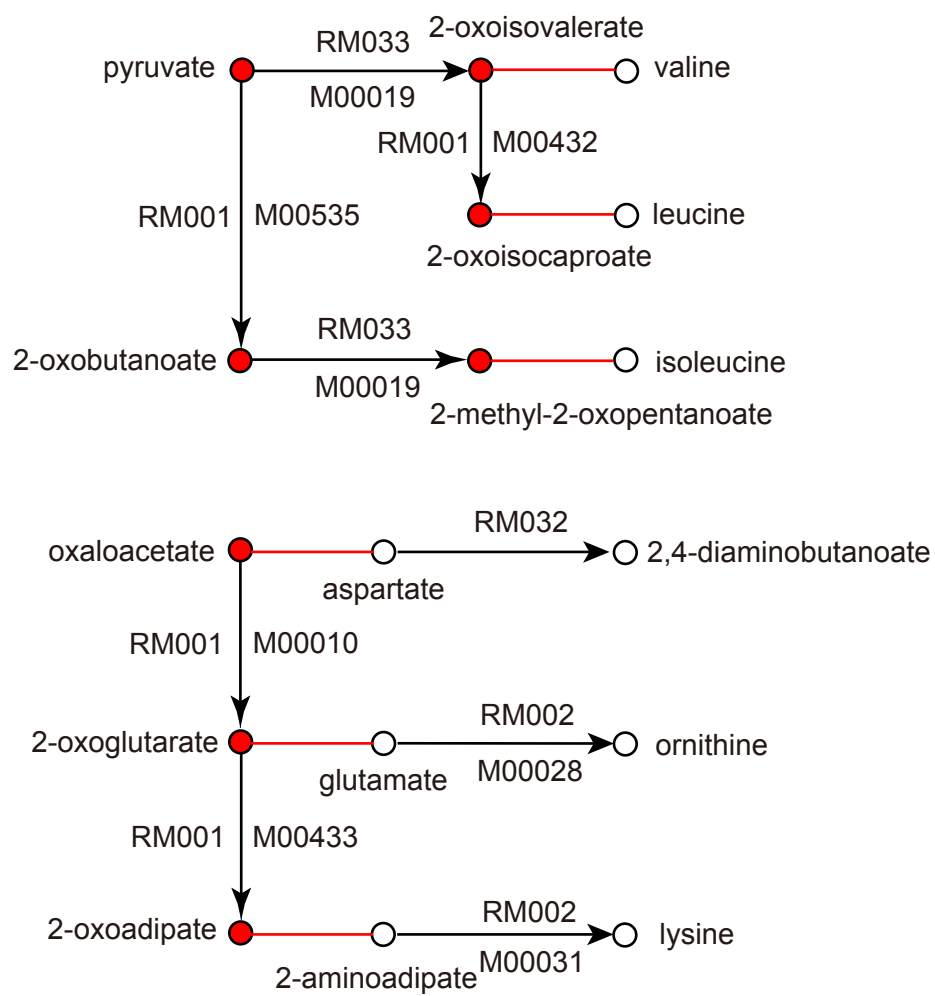 2-oxoisovalerate
RM033
pyruvate
valine
M00019
RM001 M00432
RM001 M00535
leucine
2-oxoisocaproate
RM033
2-oxobutanoate
isoleucine
M00019
2-methyl-2-oxopentanoate
RM032
oxaloacetate
2,4-diaminobutanoate
aspartate
RM001 M00010
RM002
2-oxoglutarate
ornithine
glutamate
M00028
RM001 M00433
RM002
2-oxoadipate
lysine
M00031
2-aminoadipate